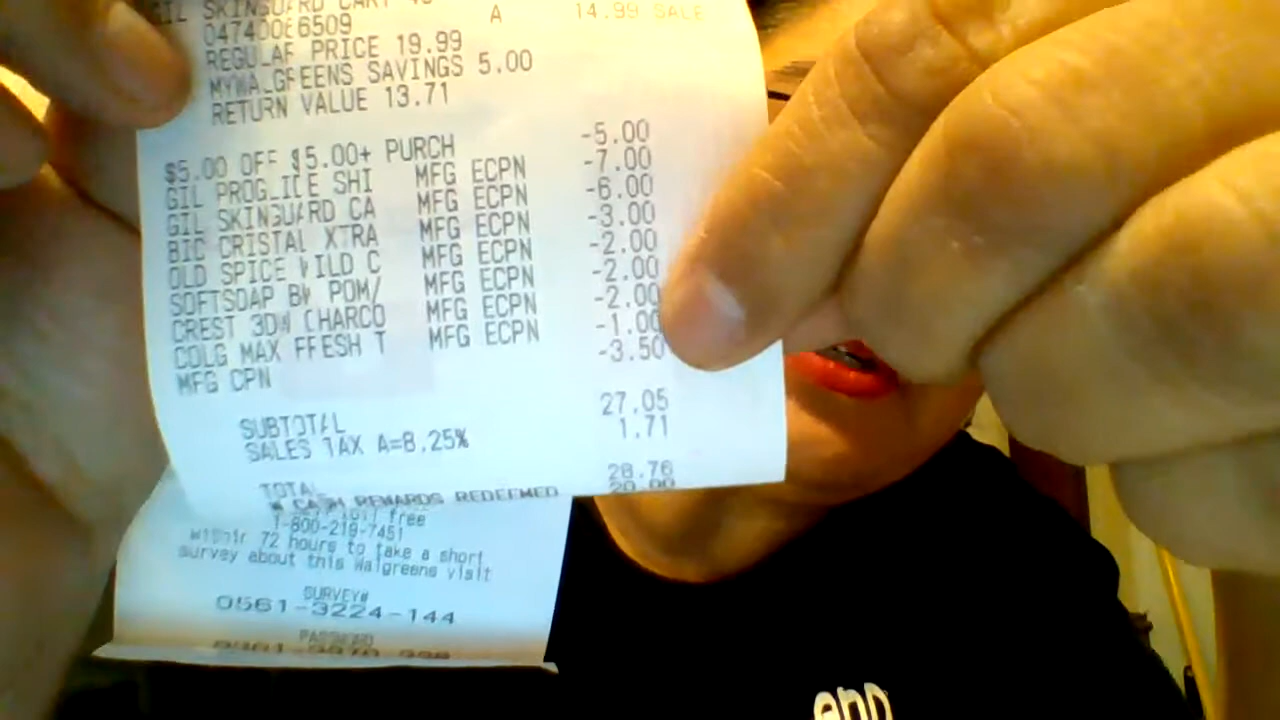 GIL SKINGUARD CART
04740066509 A 14.99 SALE
REGULAR PRICE 19.99
MYWALGREENS SAVINGS 5.00
RETURN VALUE 13.71
$5.00 OFF $5.00+ PURCH -5.00
GIL PROGLIDE SHI MFG ECPN -7.00
GIL SKINGUARD CA MFG ECPN -6.00
BIC CRISTAL XTRA MFG ECPN -3.00
OLD SPICE WILD C MFG ECPN -2.00
SOFTSOAP BW POM/ MFG ECPN -2.00
CREST 3DW CHARCO MFG ECPN -2.00
COLG MAX FRESH T MFG ECPN -1.00
MFG CPN -3.50
SUBTOTAL 27.05
SALES TAX A=8.25% 1.71
TOTAL 28.76
W CASH REWARDS REDEEMED 20.00
free
1-800-219-7451
within 72 hours to take a short
survey about this Walgreens visit
SURVEY#
0561-3224-144
PASSWORD